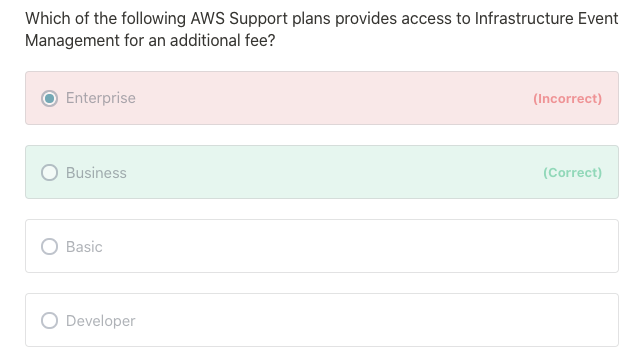 Which of the following AWS Support plans provides access to Infrastructure Event
Management for an additional fee?
Enterprise (Incorrect)
Business (Correct)
Basic
Developer